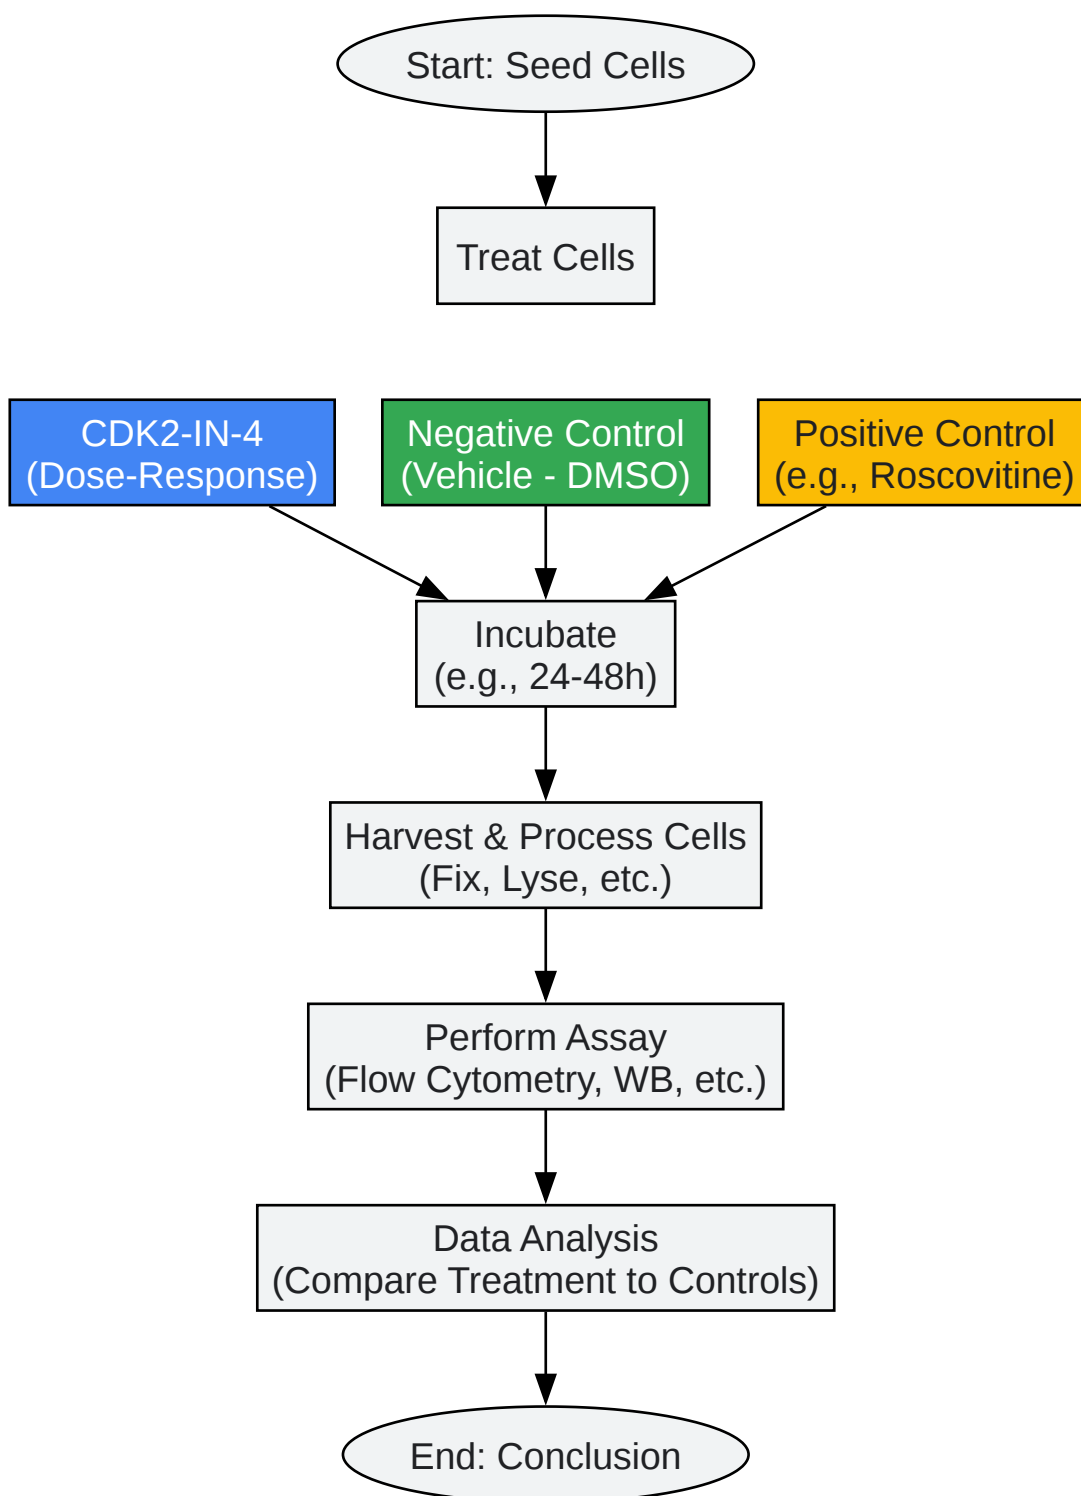 Start: Seed Cells
Treat Cells
CDK2-IN-4
(Dose-Response)
Negative Control
(Vehicle - DMSO)
Positive Control
(e.g., Roscovitine)
Incubate
(e.g., 24-48h)
Harvest & Process Cells
(Fix, Lyse, etc.)
Perform Assay
(Flow Cytometry, WB, etc.)
Data Analysis
(Compare Treatment to Controls)
End: Conclusion